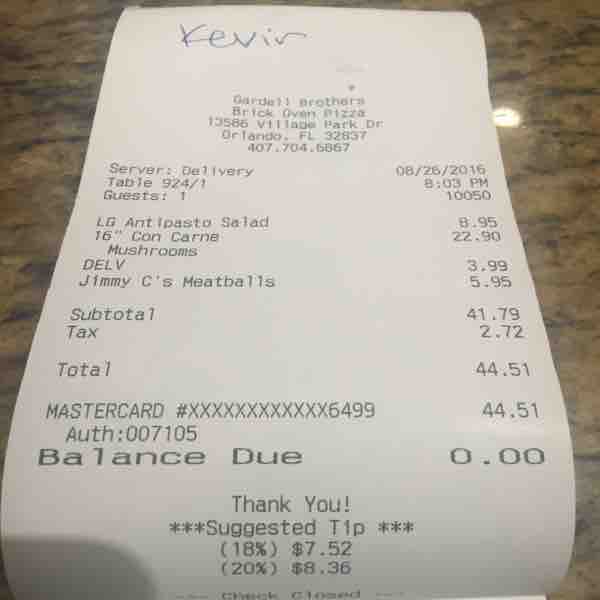 Kevin
Gardell Brothers
Brick Oven Pizza
13586 Village Park Dr
Orlando, FL 32837
407.704.6867
Server: Delivery 08/26/2016
Table 924/1 8:03 PM
Guests: 1 10050
LG Antipasto Salad 8.95
16" Con Carne 22.90
Mushrooms
DELV 3.99
Jimmy C's Meatballs 5.95
Subtotal 41.79
Tax 2.72
Total 44.51
MASTERCARD #XXXXXXXXXXXX6499 44.51
Auth:007105
Balance Due 0.00
Thank You!
***Suggested Tip ***
(18%) $7.52
(20%) $8.36
--- Check Closed ---